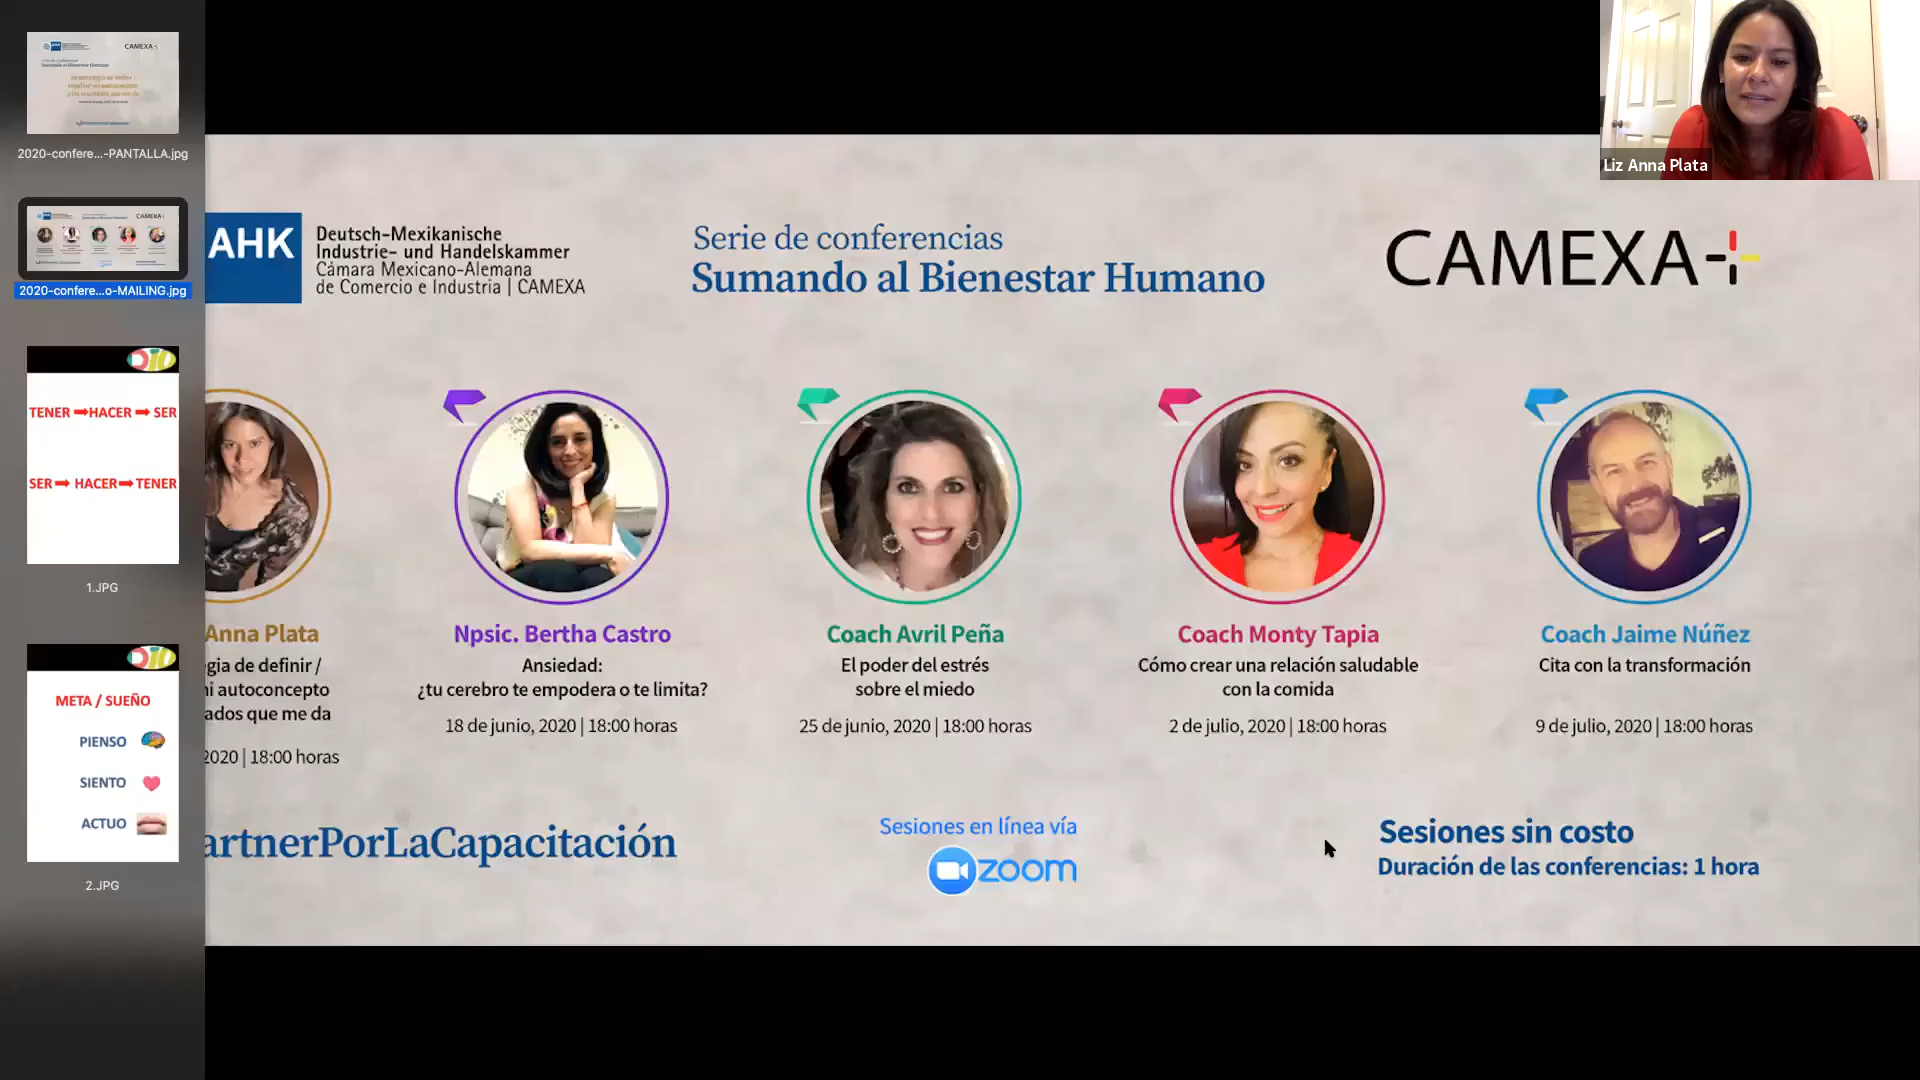 CAMEXA
2020-confere...-PANTALLA.jpg
CAMEXA
2020-confere...o-MAILING.jpg
TENER ➡HACER ➡ SER
SER➡ HACER➡TENER
1.JPG
META / SUEÑO
PIENSO
SIENTO
ACTUO
2.JPG
Liz Anna Plata
AHK
Deutsch-Mexikanische
Industrie- und Handelskammer
Cámara Mexicano-Alemana
de Comercio e Industria | CAMEXA
Serie de conferencias
Sumando al Bienestar Humano
CAMEXA
Anna Plata
egia de definir /
ni autoconcepto
ados que me da
2020 | 18:00 horas
Npsic. Bertha Castro
Ansiedad:
¿tu cerebro te empodera o te limita?
18 de junio, 2020 | 18:00 horas
Coach Avril Peña
El poder del estrés
sobre el miedo
25 de junio, 2020 | 18:00 horas
Coach Monty Tapia
Cómo crear una relación saludable
con la comida
2 de julio, 2020 | 18:00 horas
Coach Jaime Núñez
Cita con la transformación
9 de julio, 2020 | 18:00 horas
artnerPorLaCapacitación
Sesiones en línea vía
zoom
Sesiones sin costo
Duración de las conferencias: 1 hora